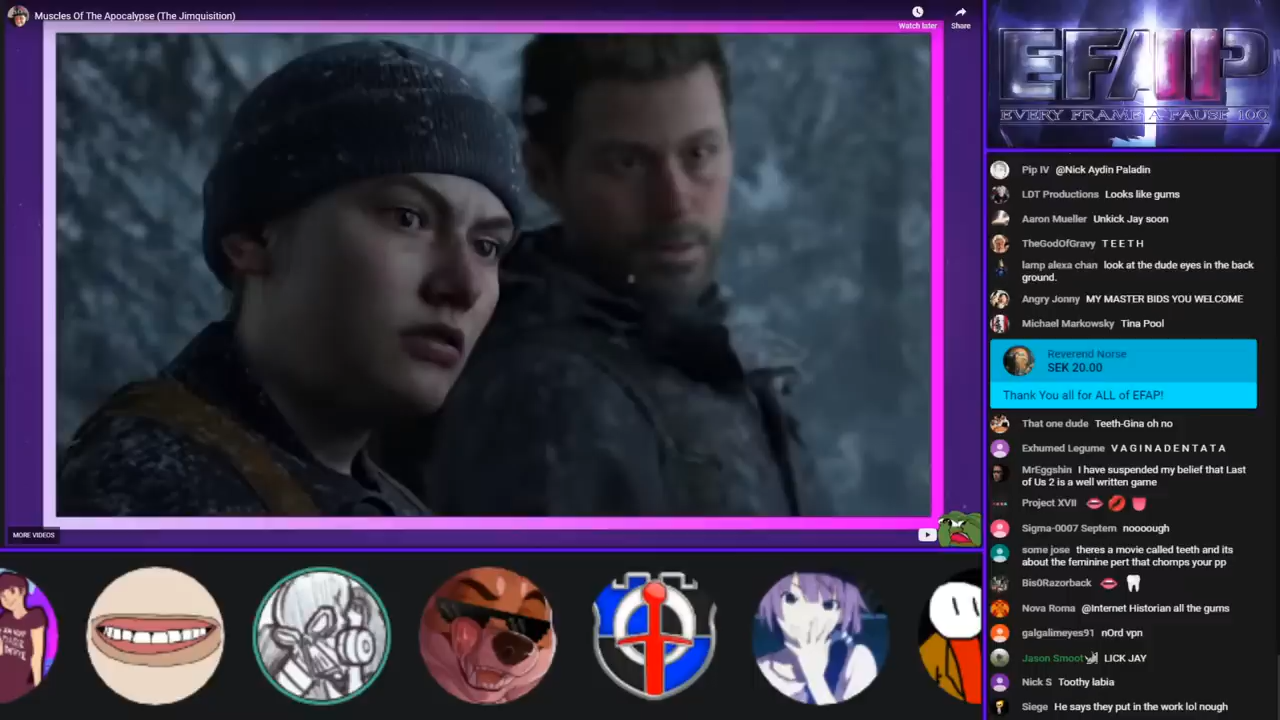 Muscles Of The Apocalypse (The Jimquisition)
Watch later
Share
MORE VIDEOS
EFAP
EVERY FRAME A PAUSE 100
Pip IV @Nick Aydin Paladin
LDT Productions Looks like gums
Aaron Mueller Unkick Jay soon
TheGodOfGravy T E E T H
lamp alexa chan look at the dude eyes in the back
ground.
Angry Jonny MY MASTER BIDS YOU WELCOME
Michael Markowsky Tina Pool
Reverend Norse
SEK 20.00
Thank You all for ALL of EFAP!
That one dude Teeth-Gina oh no
Exhumed Legume V A G I N A D E N T A T A
MrEggshin I have suspended my belief that Last
of Us 2 is a well written game
Project XVII
Sigma-0007 Septem noooough
some jose theres a movie called teeth and its
about the feminine pert that chomps your pp
Bis0Razorback
Nova Roma @Internet Historian all the gums
galgalimeyes91 n0rd vpn
Jason Smoot LICK JAY
Nick S Toothy labia
Siege He says they put in the work lol nough